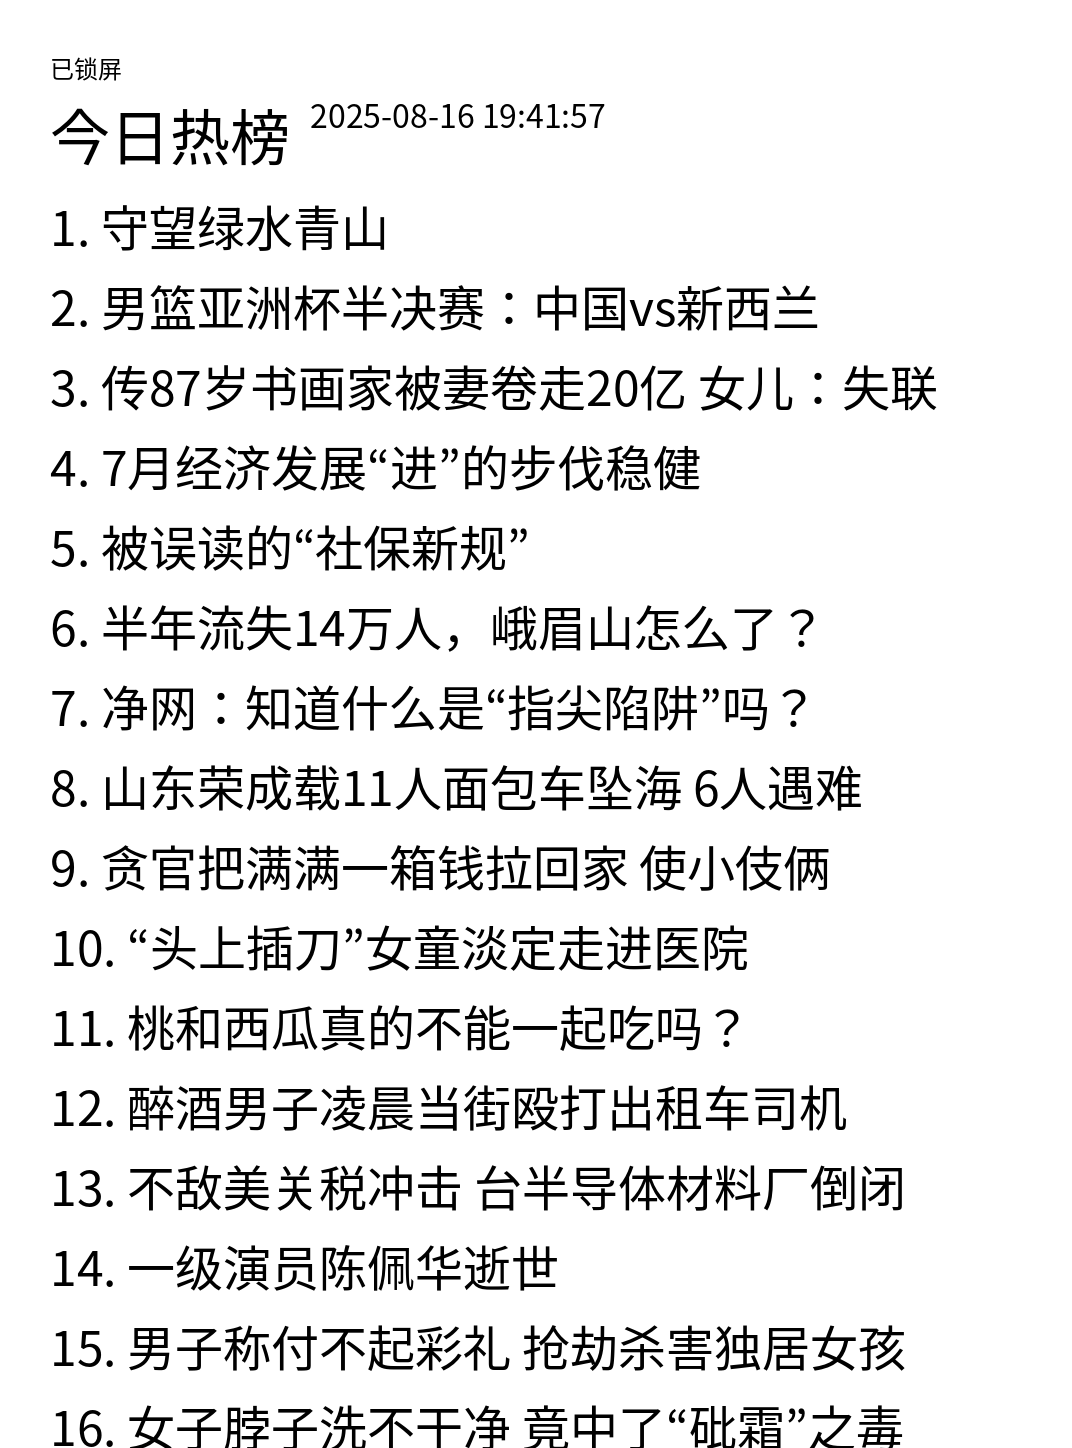 已锁屏
今日热榜 2025-08-16 19:41:57
1. 守望绿水青山
2. 男篮亚洲杯半决赛：中国vs新西兰
3. 传87岁书画家被妻卷走20亿 女儿：失联
4. 7月经济发展“进”的步伐稳健
5. 被误读的“社保新规”
6. 半年流失14万人，峨眉山怎么了？
7. 净网：知道什么是“指尖陷阱”吗？
8. 山东荣成载11人面包车坠海 6人遇难
9. 贪官把满满一箱钱拉回家 使小伎俩
10. “头上插刀”女童淡定走进医院
11. 桃和西瓜真的不能一起吃吗？
12. 醉酒男子凌晨当街殴打出租车司机
13. 不敌美关税冲击 台半导体材料厂倒闭
14. 一级演员陈佩华逝世
15. 男子称付不起彩礼 抢劫杀害独居女孩
16. 女子脖子洗不干净 竟中了“砒霜”之毒